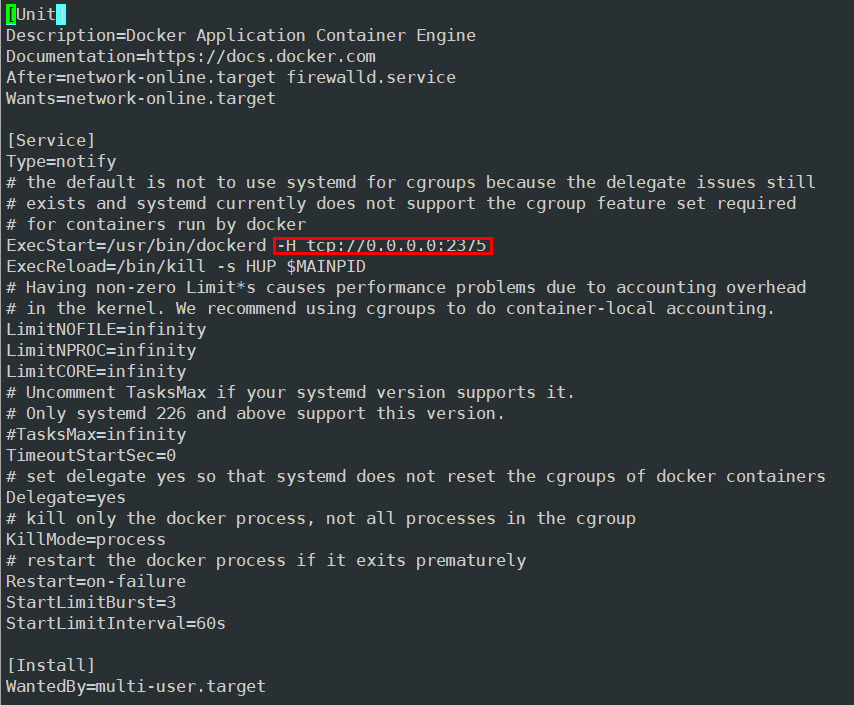 [Unit]
Description=Docker Application Container Engine
Documentation=https://docs.docker.com
After=network-online.target firewalld.service
Wants=network-online.target
[Service]
Type=notify
# the default is not to use systemd for cgroups because the delegate issues still
# exists and systemd currently does not support the cgroup feature set required
# for containers run by docker
ExecStart=/usr/bin/dockerd -H tcp://0.0.0.0:2375
ExecReload=/bin/kill -s HUP $MAINPID
# Having non-zero Limit*s causes performance problems due to accounting overhead
# in the kernel. We recommend using cgroups to do container-local accounting.
LimitNOFILE=infinity
LimitNPROC=infinity
LimitCORE=infinity
# Uncomment TasksMax if your systemd version supports it.
# Only systemd 226 and above support this version.
#TasksMax=infinity
TimeoutStartSec=0
# set delegate yes so that systemd does not reset the cgroups of docker containers
Delegate=yes
# kill only the docker process, not all processes in the cgroup
KillMode=process
# restart the docker process if it exits prematurely
Restart=on-failure
StartLimitBurst=3
StartLimitInterval=60s
[Install]
WantedBy=multi-user.target